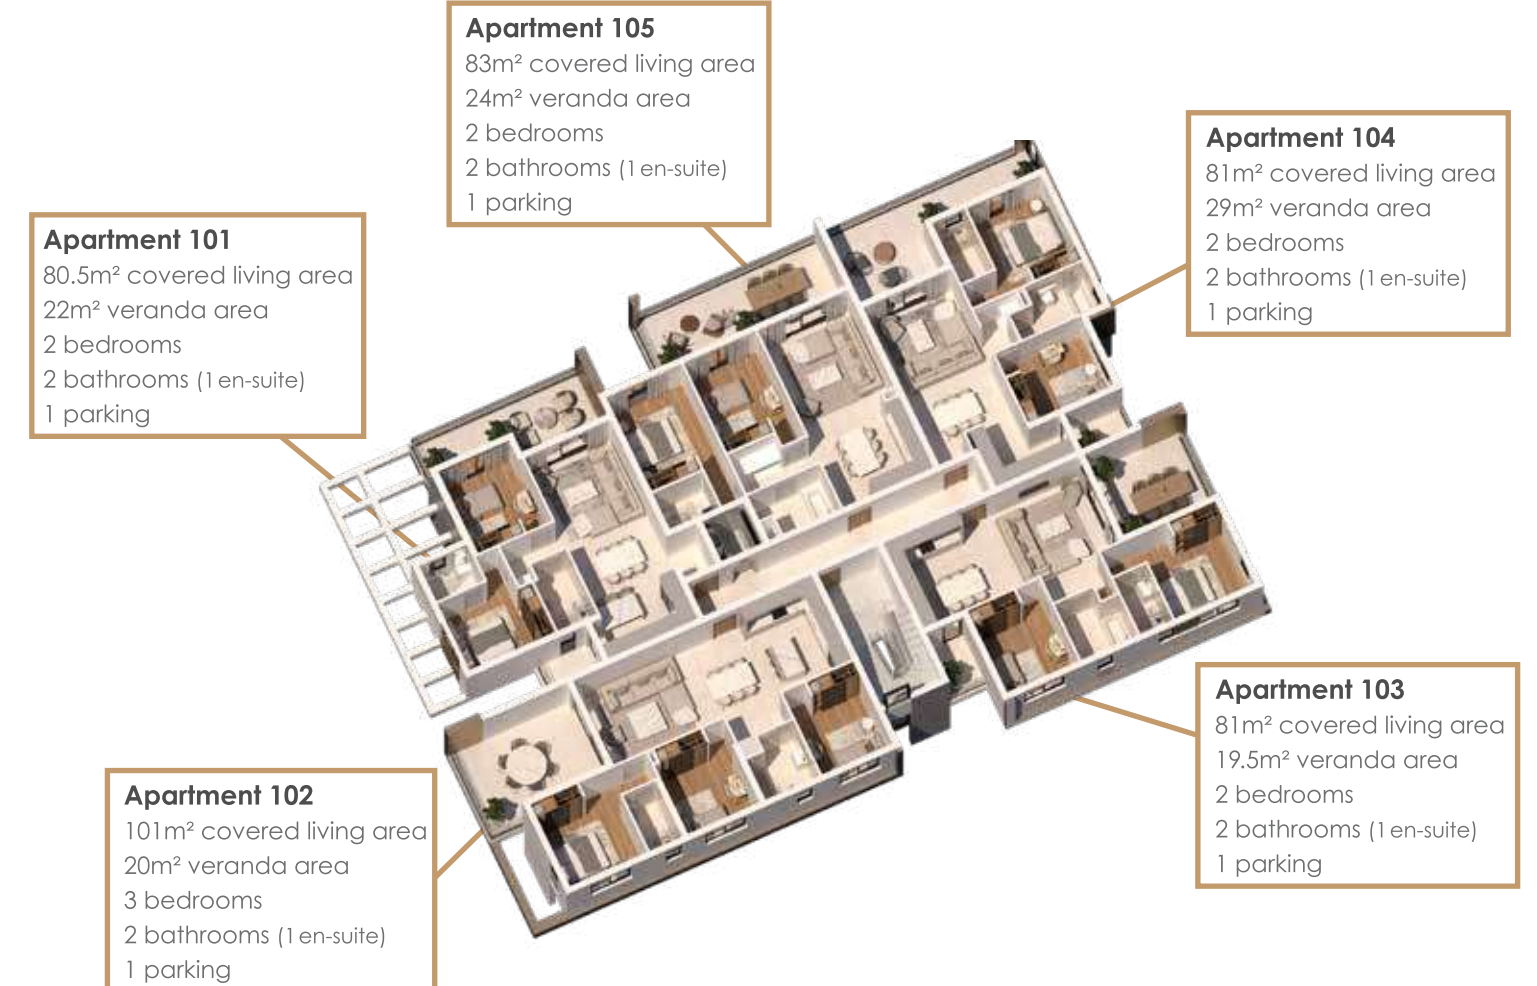 Apartment 105
83m² covered living area
24m² veranda area
2 bedrooms
2 bathrooms (1 en-suite)
1 parking
Apartment 104
81m² covered living area
29m² veranda area
2 bedrooms
2 bathrooms (1 en-suite)
1 parking
Apartment 101
80.5m² covered living area
22m² veranda area
2 bedrooms
2 bathrooms (1 en-suite)
1 parking
Apartment 103
81m² covered living area
19.5m² veranda area
2 bedrooms
2 bathrooms (1 en-suite)
1 parking
Apartment 102
101m² covered living area
20m² veranda area
3 bedrooms
2 bathrooms (1 en-suite)
1 parking